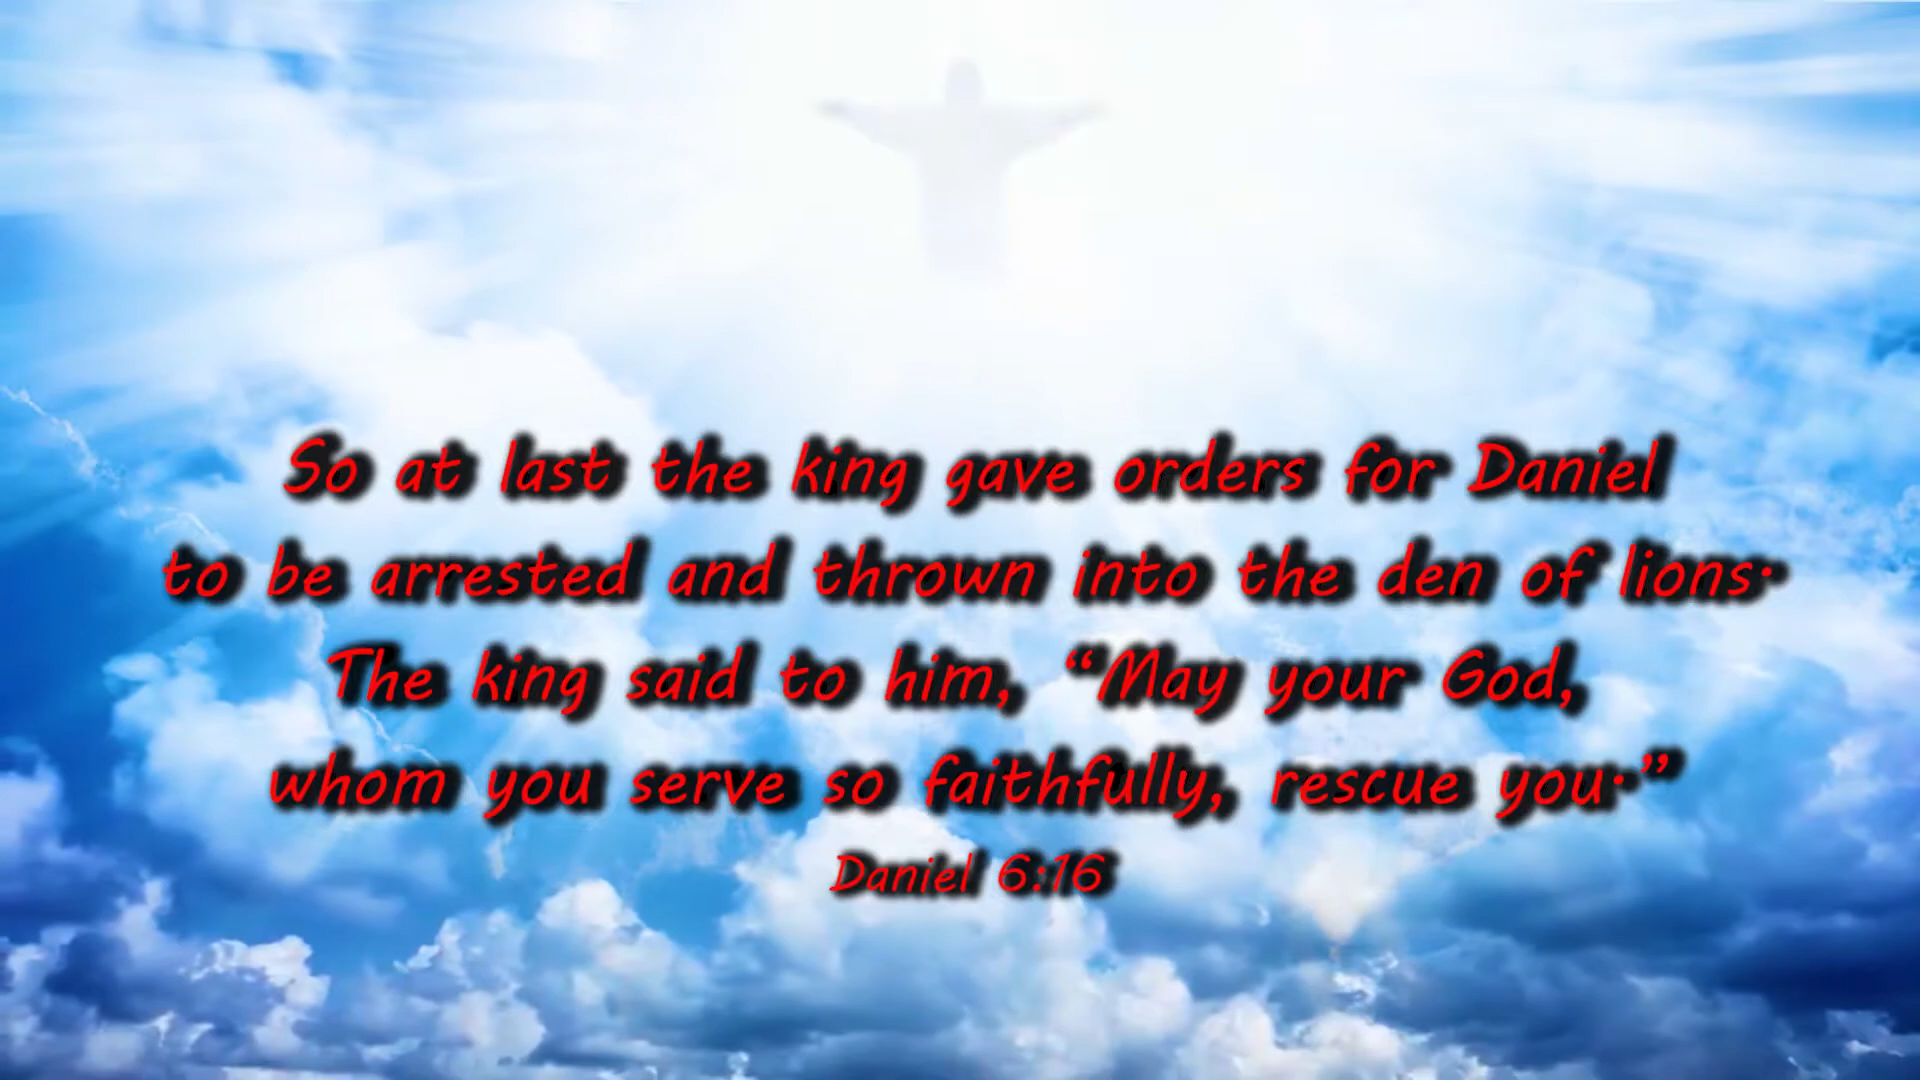 So at last the king gave orders for Daniel
to be arrested and thrown into the den of lions.
The king said to him, “May your God,
whom you serve so faithfully, rescue you.”
Daniel 6:16